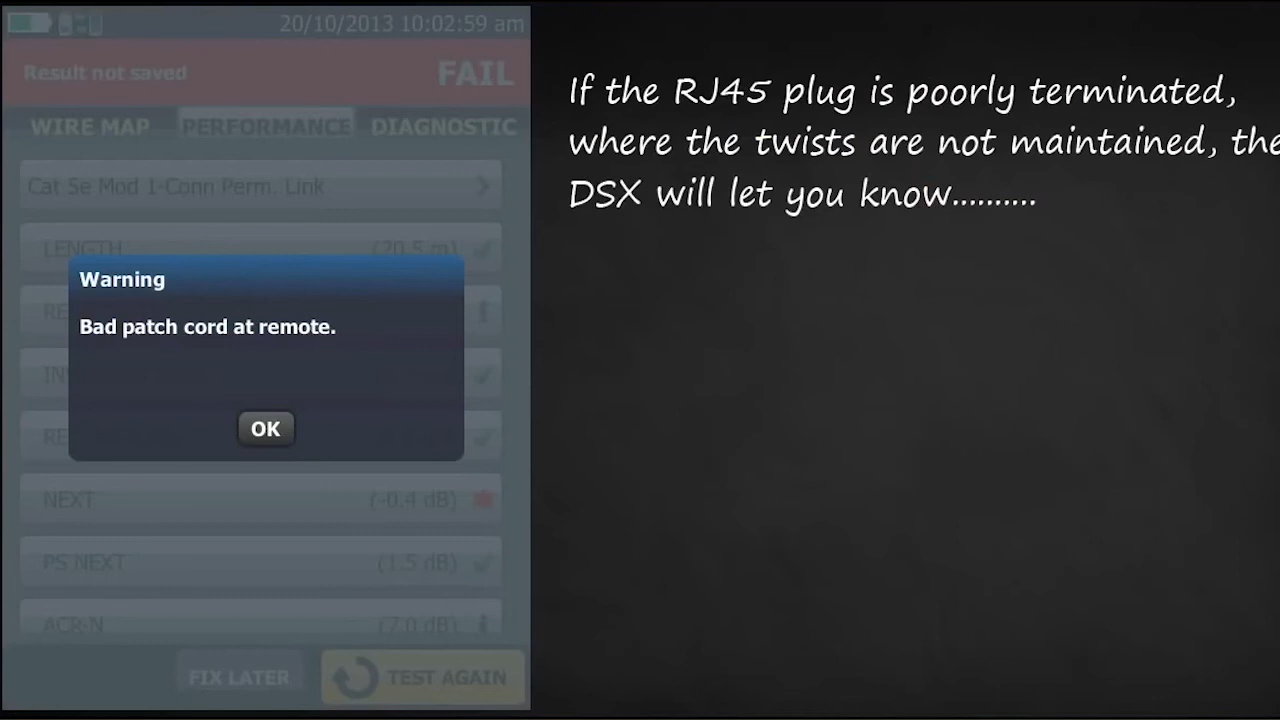 20/10/2013 10:02:59 am
Result not saved FAIL
WIRE MAP PERFORMANCE DIAGNOSTIC
Cat 5e Mod 1-Conn Perm. Link
LENGTH (20.5 m)
Warning
Bad patch cord at remote.
OK
NEXT (-0.4 dB)
PS NEXT (1.5 dB)
ACR-N (7.0 dB)
FIX LATER TEST AGAIN
If the RJ45 plug is poorly terminated,
where the twists are not maintained, the
DSX will let you know..........